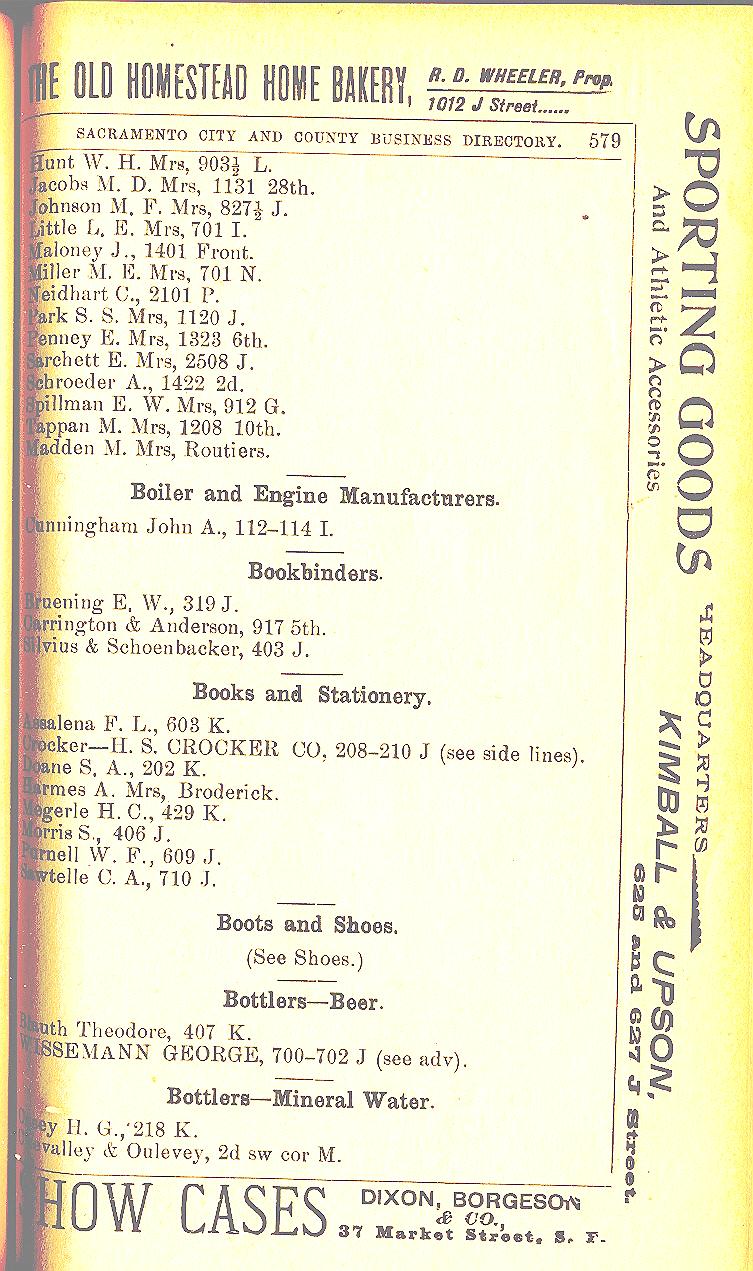 THE OLD HOMESTEAD HOME BAKERY, R. D. WHEELER, Prop.
1012 J Street......
SACRAMENTO CITY AND COUNTY BUSINESS DIRECTORY. 579
Hunt W. H. Mrs, 903½ L.
Jacobs M. D. Mrs, 1131 28th.
Johnson M. F. Mrs, 827½ J.
Little L. E. Mrs, 701 I.
Maloney J., 1401 Front.
Miller M. E. Mrs, 701 N.
Neidhart C., 2101 P.
Park S. S. Mrs, 1120 J.
Penney E. Mrs, 1323 6th.
Sarchett E. Mrs, 2508 J.
Schroeder A., 1422 2d.
Spillman E. W. Mrs, 912 G.
Tappan M. Mrs, 1208 10th.
Madden M. Mrs, Routiers.
Boiler and Engine Manufacturers.
Cunningham John A., 112–114 I.
Bookbinders.
Bruening E. W., 319 J.
Carrington & Anderson, 917 5th.
Silvius & Schoenbacker, 403 J.
Books and Stationery.
Assalena F. L., 603 K.
Crocker—H. S. CROCKER CO, 208–210 J (see side lines).
Doane S. A., 202 K.
Harmes A. Mrs, Broderick.
Megerle H. C., 429 K.
Morris S., 406 J.
Purnell W. F., 609 J.
Sawtelle C. A., 710 J.
Boots and Shoes.
(See Shoes.)
Bottlers—Beer.
Blauth Theodore, 407 K.
WISSEMANN GEORGE, 700–702 J (see adv).
Bottlers—Mineral Water.
H. G., 218 K.
& Oulevey, 2d sw cor M.
SHOW CASES DIXON, BORGESON
& CO.,
37 Market Street, S. F.
SPORTING GOODS HEADQUARTERS
And Athletic Accessories
KIMBALL & UPSON,
625 and 627 J Street.